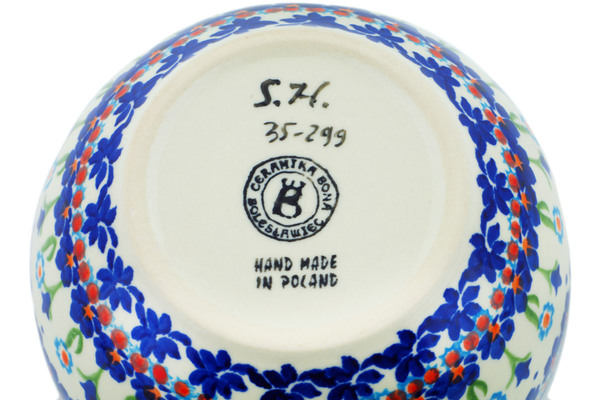 S.H.
35-299
CERAMIKA BONA
B
BOLESŁAWIEC
HAND MADE
IN POLAND